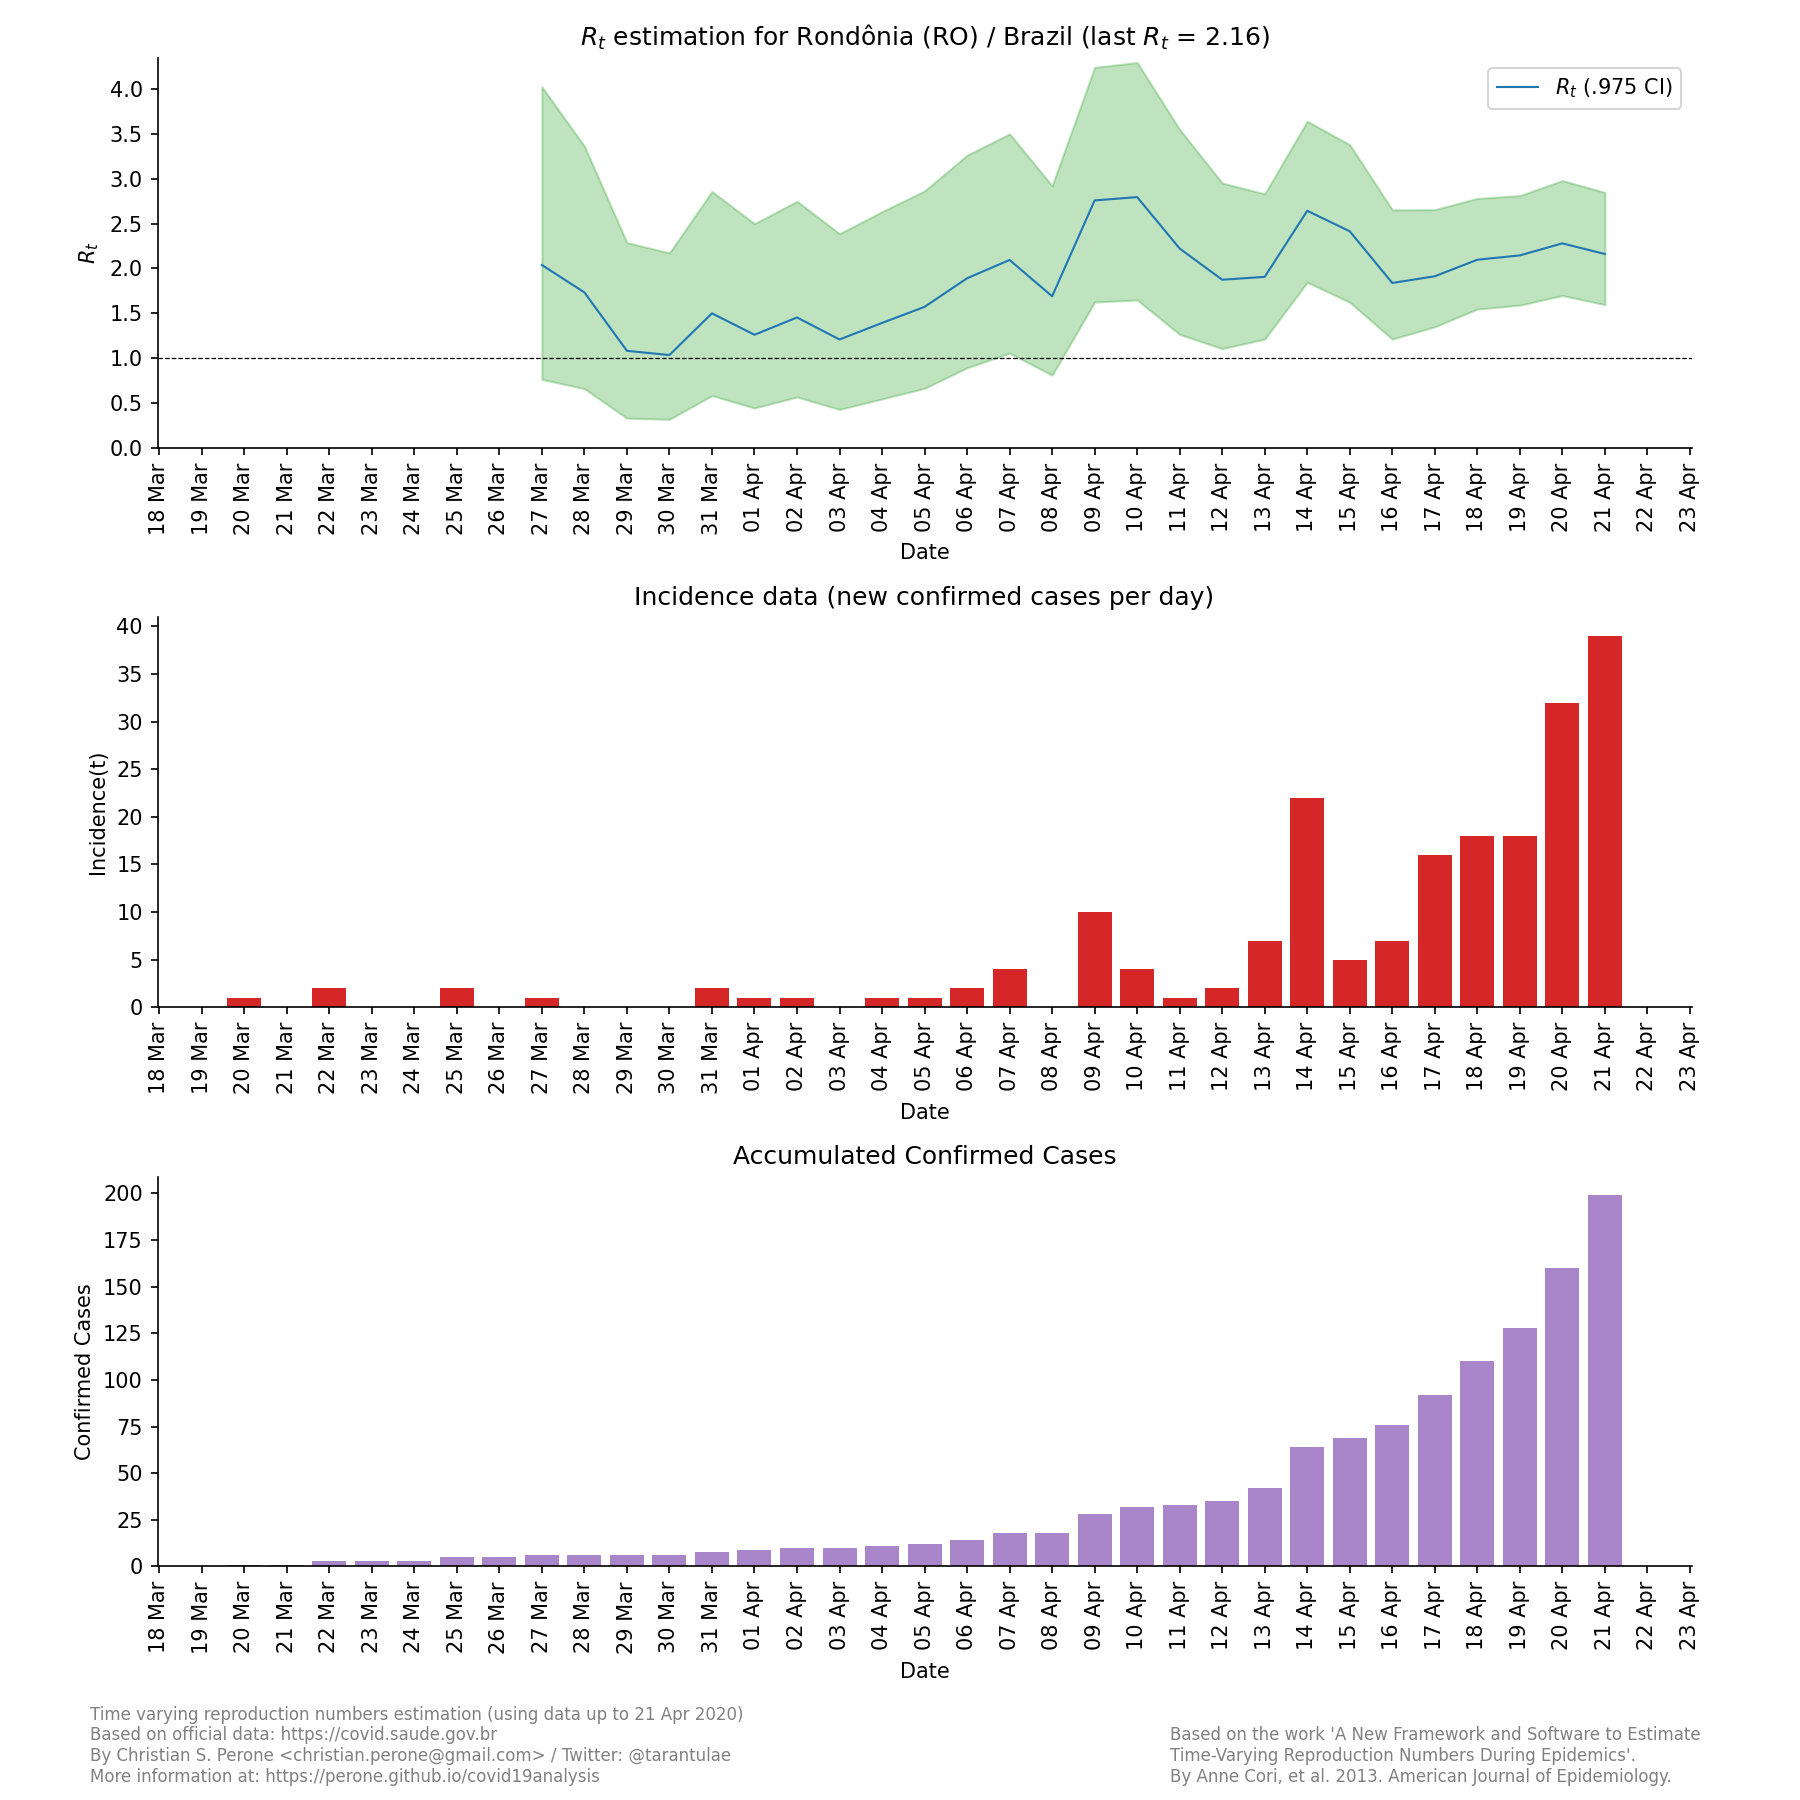 Rt estimation for Rondônia (RO) / Brazil (last Rt = 2.16)
Rt (.975 CI)
Rt
4.0
3.5
3.0
2.5
2.0
1.5
1.0
0.5
0.0
18 Mar 19 Mar 20 Mar 21 Mar 22 Mar 23 Mar 24 Mar 25 Mar 26 Mar 27 Mar 28 Mar 29 Mar 30 Mar 31 Mar 01 Apr 02 Apr 03 Apr 04 Apr 05 Apr 06 Apr 07 Apr 08 Apr 09 Apr 10 Apr 11 Apr 12 Apr 13 Apr 14 Apr 15 Apr 16 Apr 17 Apr 18 Apr 19 Apr 20 Apr 21 Apr 22 Apr 23 Apr
Date
Incidence data (new confirmed cases per day)
Incidence(t)
40
35
30
25
20
15
10
5
0
18 Mar 19 Mar 20 Mar 21 Mar 22 Mar 23 Mar 24 Mar 25 Mar 26 Mar 27 Mar 28 Mar 29 Mar 30 Mar 31 Mar 01 Apr 02 Apr 03 Apr 04 Apr 05 Apr 06 Apr 07 Apr 08 Apr 09 Apr 10 Apr 11 Apr 12 Apr 13 Apr 14 Apr 15 Apr 16 Apr 17 Apr 18 Apr 19 Apr 20 Apr 21 Apr 22 Apr 23 Apr
Date
Accumulated Confirmed Cases
Confirmed Cases
200
175
150
125
100
75
50
25
0
18 Mar 19 Mar 20 Mar 21 Mar 22 Mar 23 Mar 24 Mar 25 Mar 26 Mar 27 Mar 28 Mar 29 Mar 30 Mar 31 Mar 01 Apr 02 Apr 03 Apr 04 Apr 05 Apr 06 Apr 07 Apr 08 Apr 09 Apr 10 Apr 11 Apr 12 Apr 13 Apr 14 Apr 15 Apr 16 Apr 17 Apr 18 Apr 19 Apr 20 Apr 21 Apr 22 Apr 23 Apr
Date
Time varying reproduction numbers estimation (using data up to 21 Apr 2020)
Based on official data: https://covid.saude.gov.br
By Christian S. Perone <christian.perone@gmail.com> / Twitter: @tarantulae
More information at: https://perone.github.io/covid19analysis
Based on the work 'A New Framework and Software to Estimate
Time-Varying Reproduction Numbers During Epidemics'.
By Anne Cori, et al. 2013. American Journal of Epidemiology.